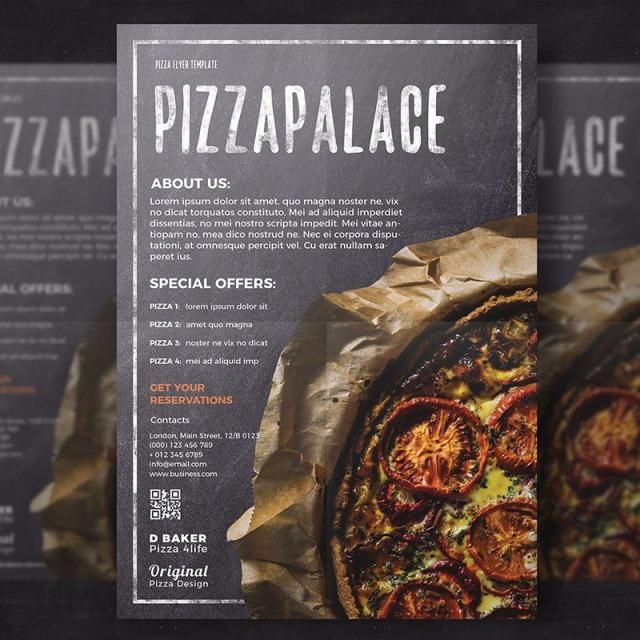 PIZZA FLYER TEMPLATE
PIZZAPALACE
ABOUT US:
Lorem ipsum dolor sit amet, quo magna noster ne, vix
no dicat torquatos constituto. Mei ad aliquid imperdiet
dissentias, no mei nostro scripta impedit. Mei vitae an-
tiopam no, mea dico nostrud ne. Nec ei corpora dispu-
tationi, at omnesque percipit vel. Cu erat nullam sa-
peret ius.
SPECIAL OFFERS:
PIZZA 1: lorem ipsum dolor sit
PIZZA 2: amet quo magna
PIZZA 3: noster ne vix no dicat
PIZZA 4: mei ad aliquid imp
GET YOUR
RESERVATIONS
Contacts
London, Main Street, 12/B 0123
(000) 123 456 789
+ 012 345 6789
info@email.com
www.business.com
D BAKER
Pizza 4life
Original
Pizza Design